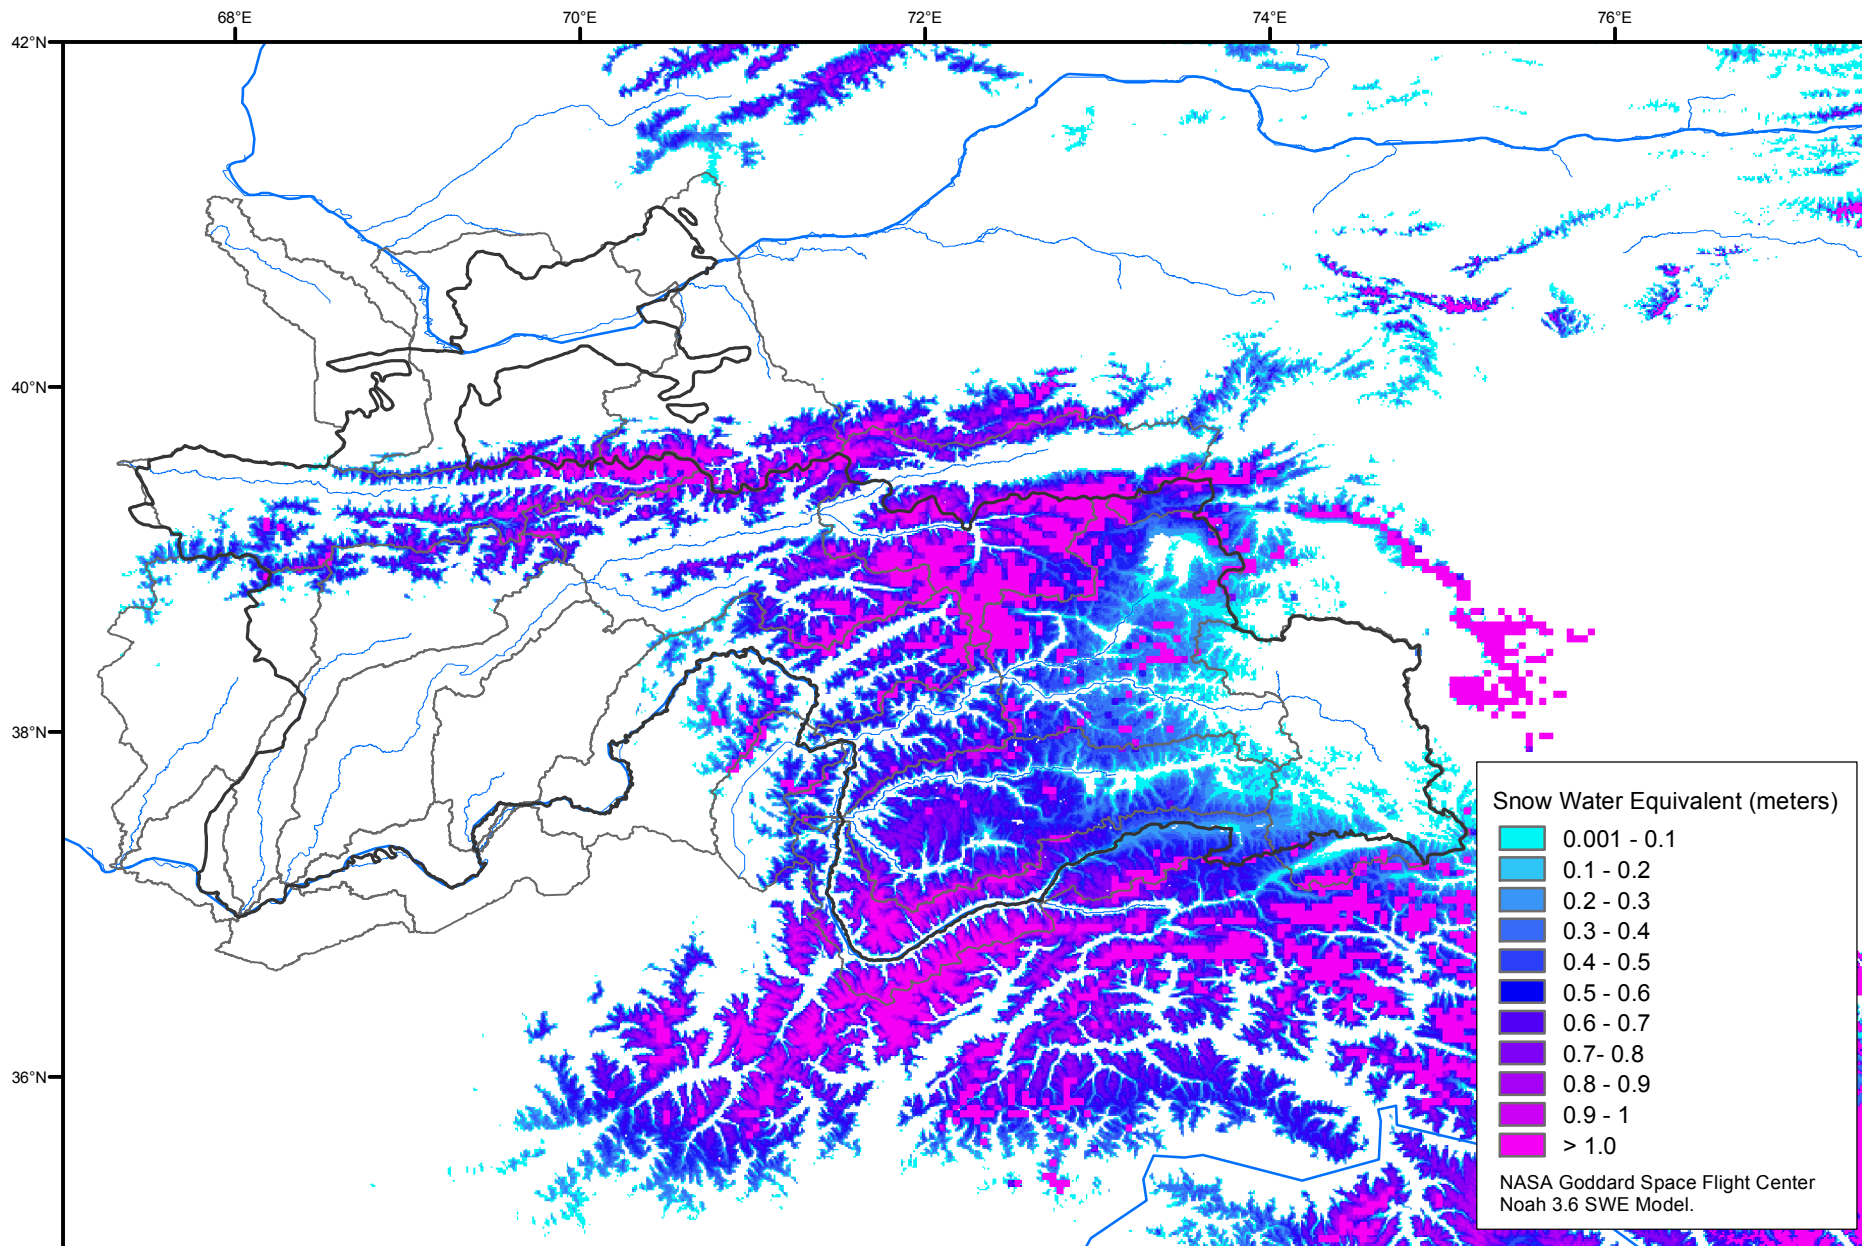 68°E
70°E
72°E
74°E
76°E
42°N
40°N
38°N
36°N
Snow Water Equivalent (meters)
0.001 - 0.1
0.1 - 0.2
0.2 - 0.3
0.3 - 0.4
0.4 - 0.5
0.5 - 0.6
0.6 - 0.7
0.7- 0.8
0.8 - 0.9
0.9 - 1
> 1.0
NASA Goddard Space Flight Center
Noah 3.6 SWE Model.